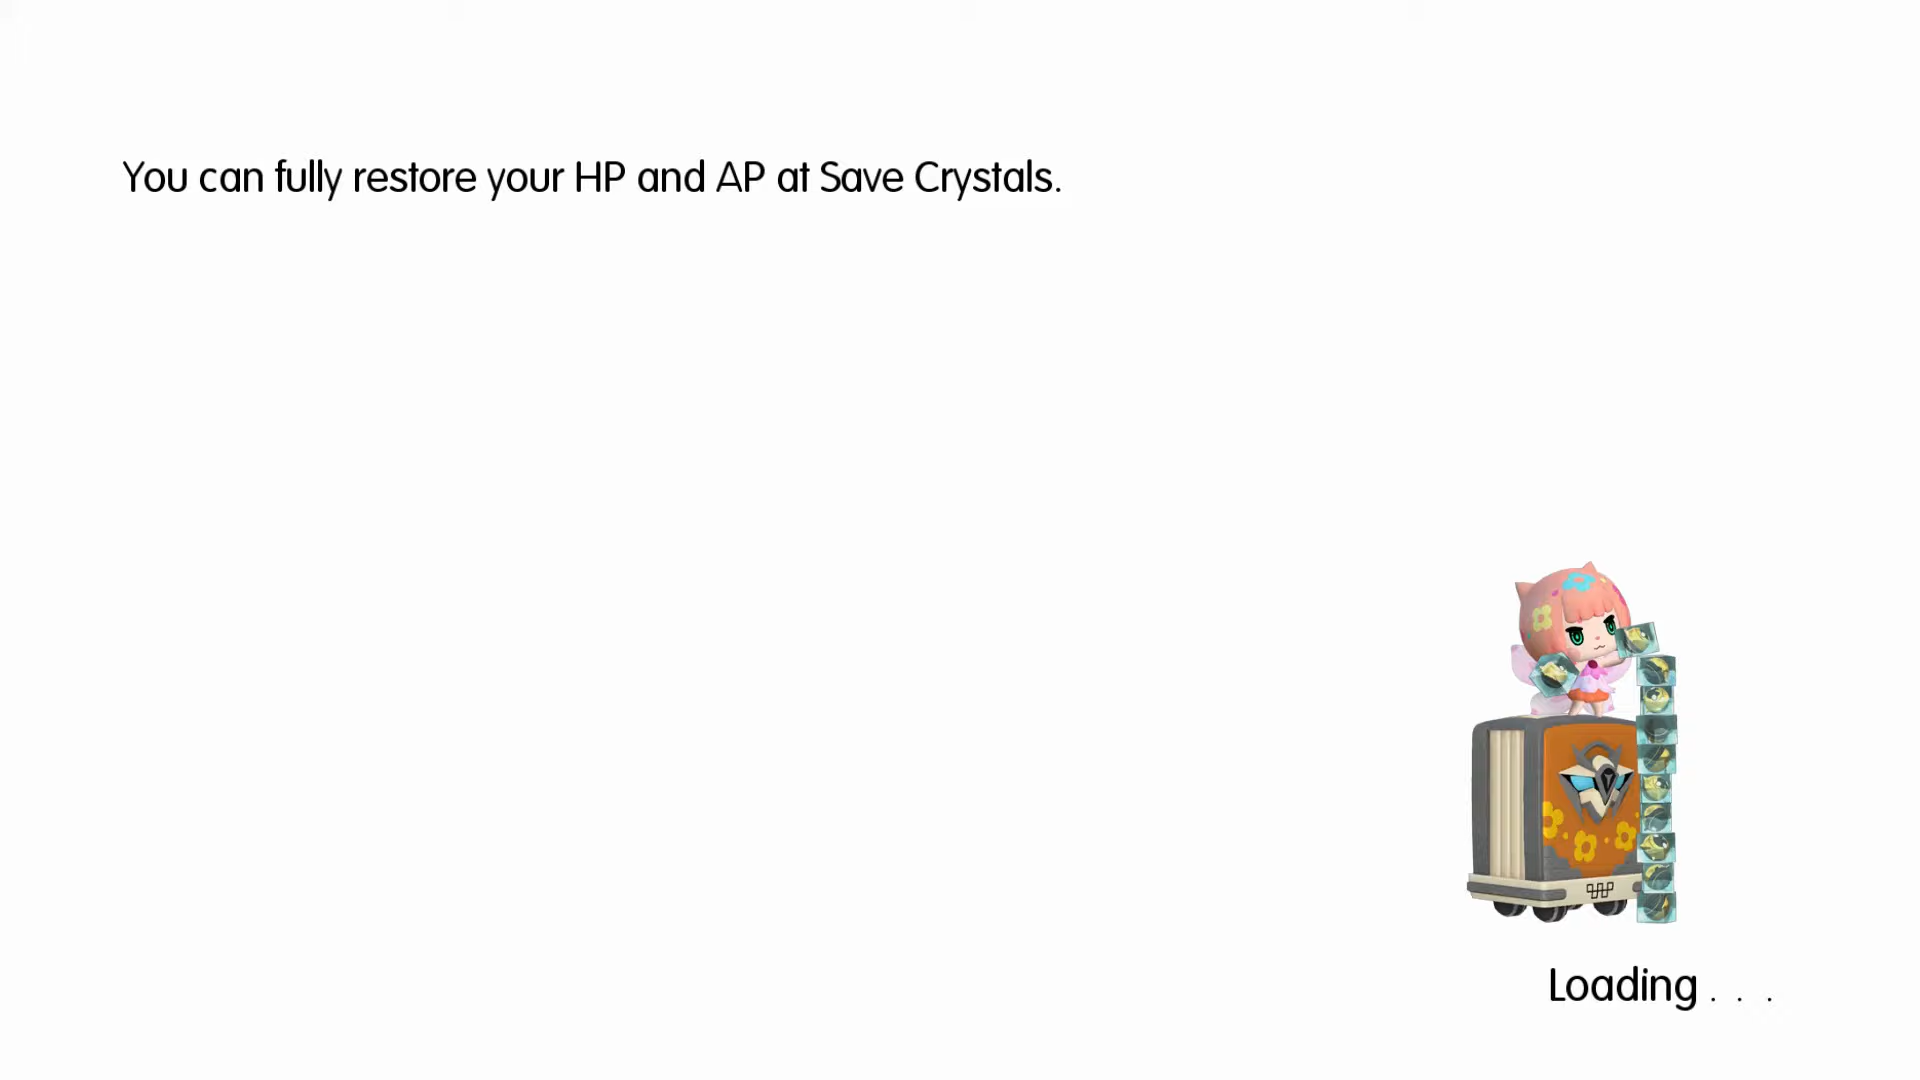 You can fully restore your HP and AP at Save Crystals.
Loading . . .